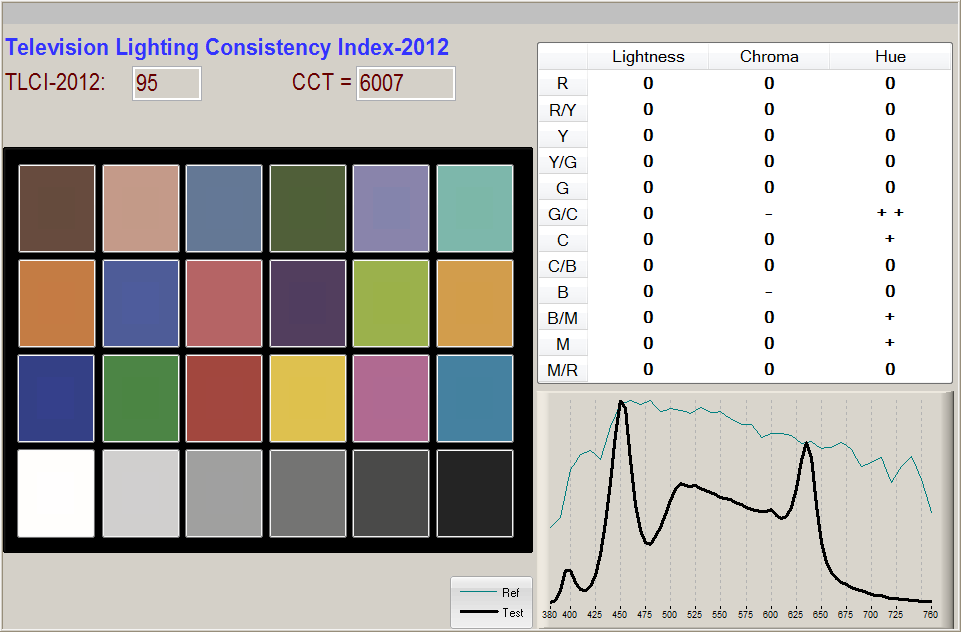 Television Lighting Consistency Index-2012
TLCI-2012: 95 CCT = 6007
Lightness Chroma Hue
R 0 0 0
R/Y 0 0 0
Y 0 0 0
Y/G 0 0 0
G 0 0 0
G/C 0 - + +
C 0 0 +
C/B 0 0 0
B 0 - 0
B/M 0 0 +
M 0 0 +
M/R 0 0 0
Ref
Test
380 400 425 450 475 500 525 550 575 600 625 650 675 700 725 760